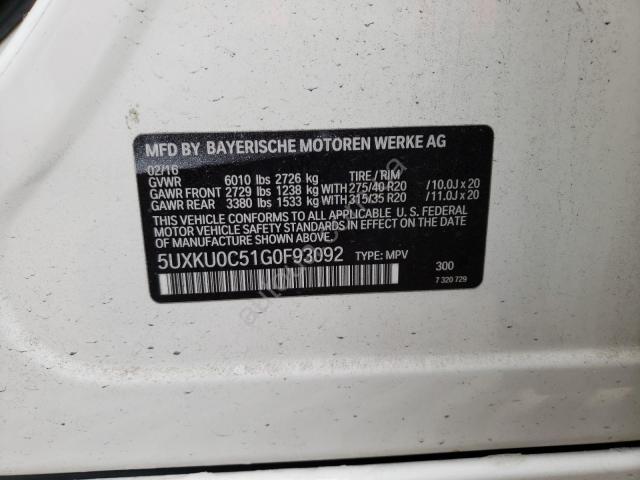 MFD BY BAYERISCHE MOTOREN WERKE AG
02/16
GVWR 6010 lbs 2726 kg TIRE / RIM
GAWR FRONT 2729 lbs 1238 kg WITH 275/40 R20 /10.0J x 20
GAWR REAR 3380 lbs 1533 kg WITH 315/35 R20 /11.0J x 20
THIS VEHICLE CONFORMS TO ALL APPLICABLE U. S. FEDERAL
MOTOR VEHICLE SAFETY STANDARDS IN EFFECT ON THE DATE
OF MANUFACTURE SHOWN ABOVE.
5UXKU0C51G0F93092 TYPE: MPV
300
7 320 729